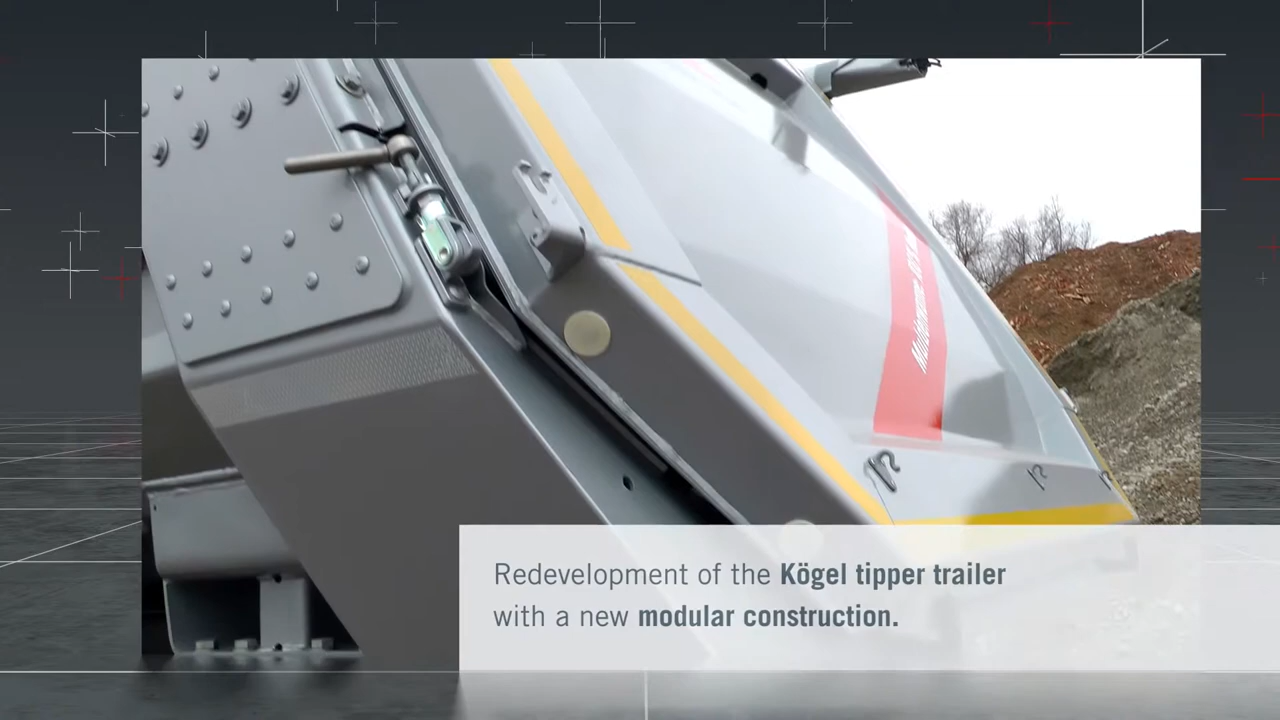 Redevelopment of the Kögel tipper trailer
with a new modular construction.